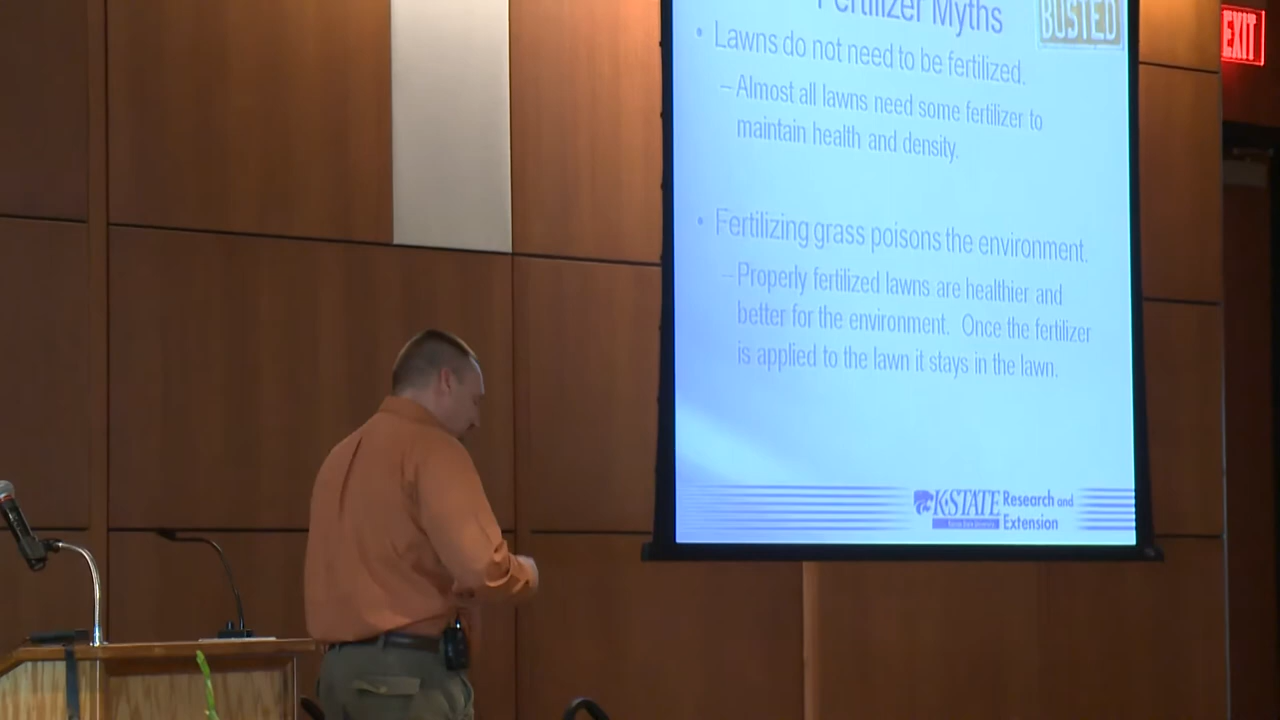 Fertilizer Myths
BUSTED
EXIT
• Lawns do not need to be fertilized.
– Almost all lawns need some fertilizer to
maintain health and density.
• Fertilizing grass poisons the environment.
– Properly fertilized lawns are healthier and
better for the environment. Once the fertilizer
is applied to the lawn it stays in the lawn.
K-STATE
Research and
Extension